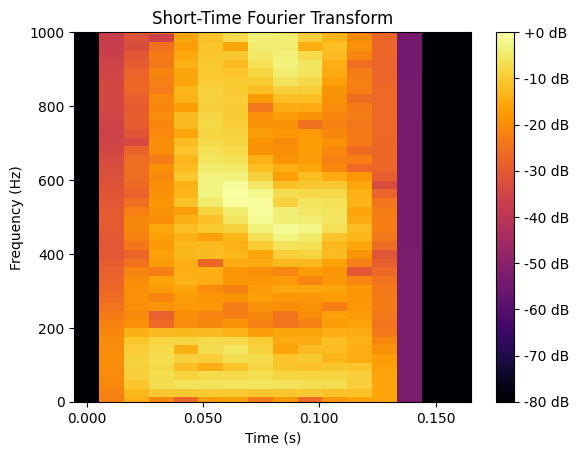 Short-Time Fourier Transform
1000
800
600
400
200
0
Frequency (Hz)
0.000
0.050
0.100
0.150
Time (s)
+0 dB
-10 dB
-20 dB
-30 dB
-40 dB
-50 dB
-60 dB
-70 dB
-80 dB